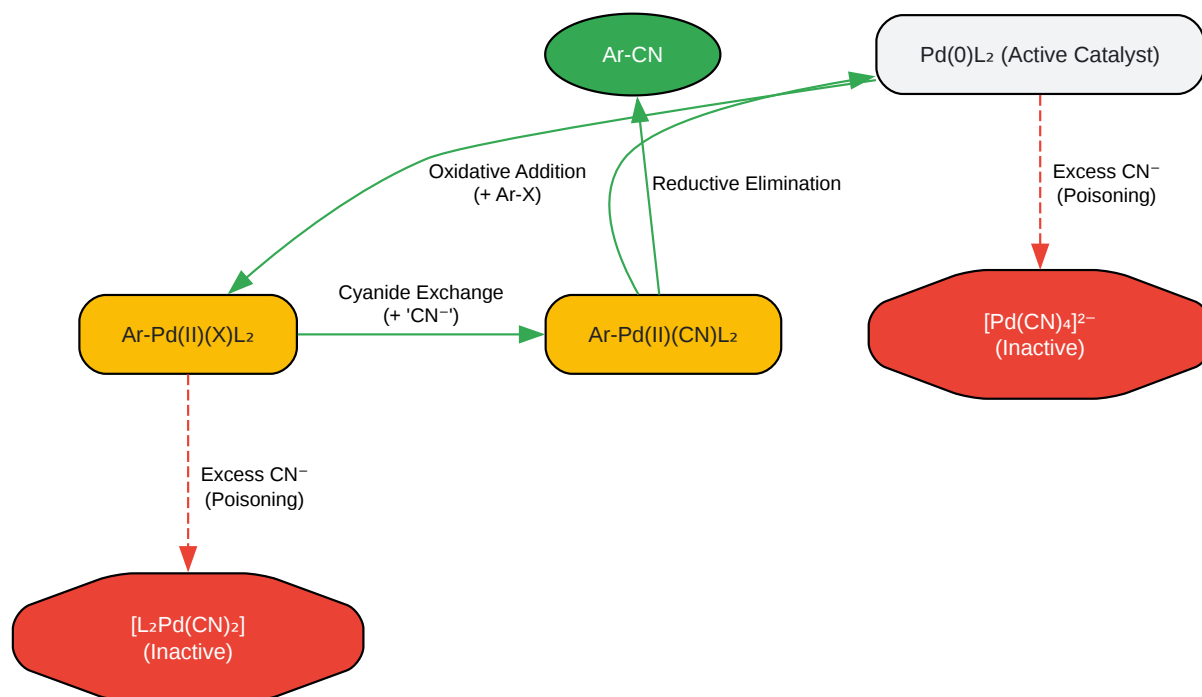 Ar-CN
Pd(0)L₂ (Active Catalyst)
Oxidative Addition
(+ Ar-X)
Reductive Elimination
Excess CN⁻
(Poisoning)
Ar-Pd(II)(X)L₂
Cyanide Exchange
(+ 'CN⁻')
Ar-Pd(II)(CN)L₂
[Pd(CN)₄]²⁻
(Inactive)
Excess CN⁻
(Poisoning)
[L₂Pd(CN)₂]
(Inactive)